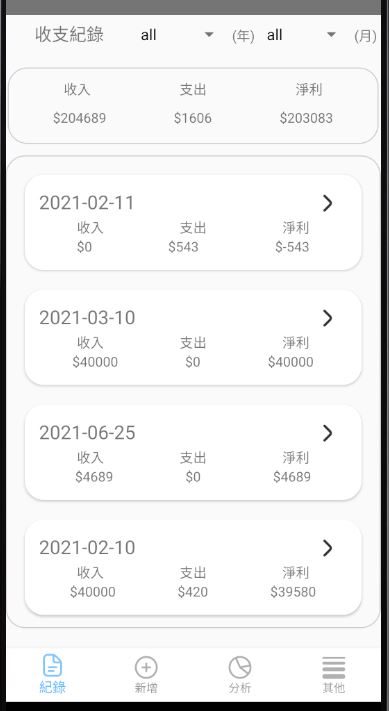 收支紀錄 all (年) all (月)
收入 支出 淨利
$204689 $1606 $203083
2021-02-11
收入 支出 淨利
$0 $543 $-543
2021-03-10
收入 支出 淨利
$40000 $0 $40000
2021-06-25
收入 支出 淨利
$4689 $0 $4689
2021-02-10
收入 支出 淨利
$40000 $420 $39580
紀錄 新增 分析 其他